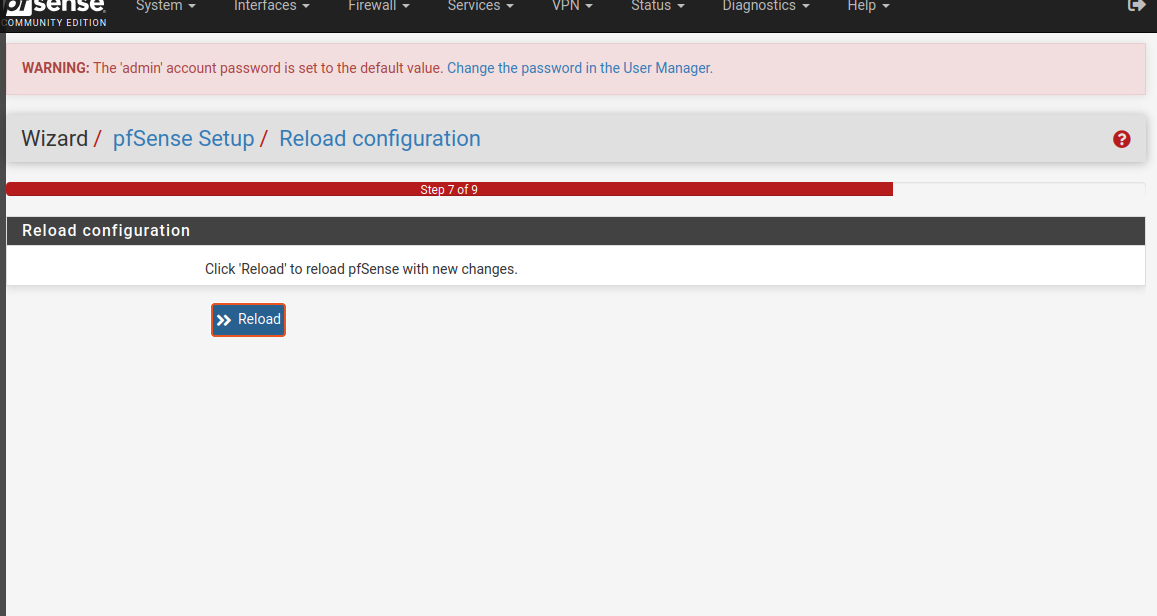 pfsense
COMMUNITY EDITION
System Interfaces Firewall Services VPN Status Diagnostics Help
WARNING: The 'admin' account password is set to the default value. Change the password in the User Manager.
Wizard / pfSense Setup / Reload configuration
Step 7 of 9
Reload configuration
Click 'Reload' to reload pfSense with new changes.
Reload